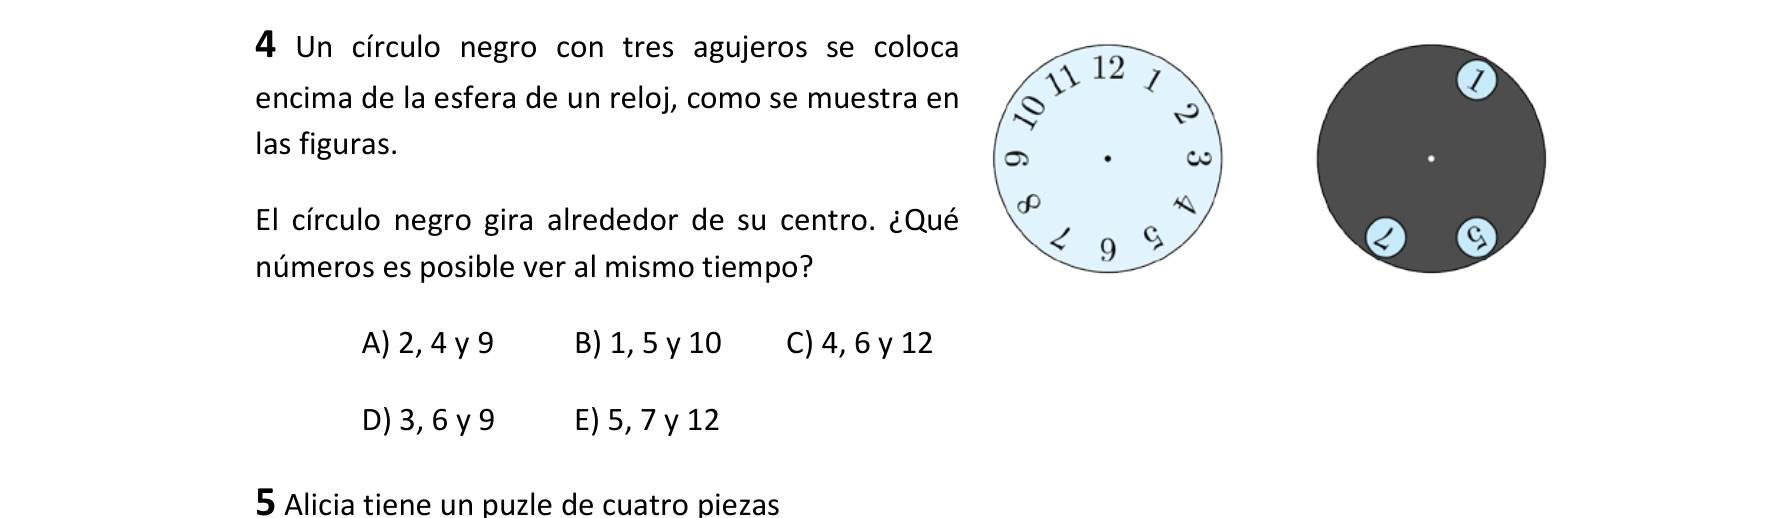 4 Un círculo negro con tres agujeros se coloca
encima de la esfera de un reloj, como se muestra en
las figuras.
12
1
2
3
4
5
6
7
8
9
10
11
1
5
7
El círculo negro gira alrededor de su centro. ¿Qué
números es posible ver al mismo tiempo?
A) 2, 4 y 9 B) 1, 5 y 10 C) 4, 6 y 12
D) 3, 6 y 9 E) 5, 7 y 12
5 Alicia tiene un puzle de cuatro piezas